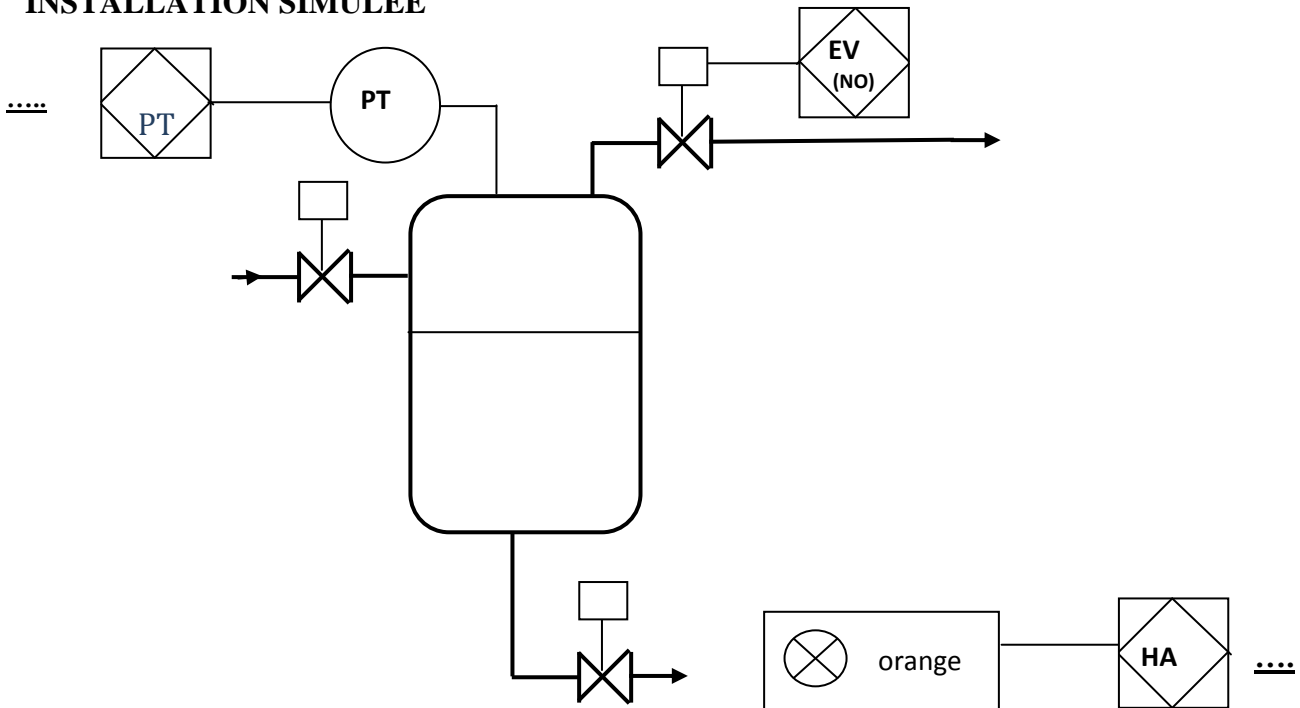 INSTALLATION SIMULEE
EV
(NO)
PT
.....
PT
orange
HA
....